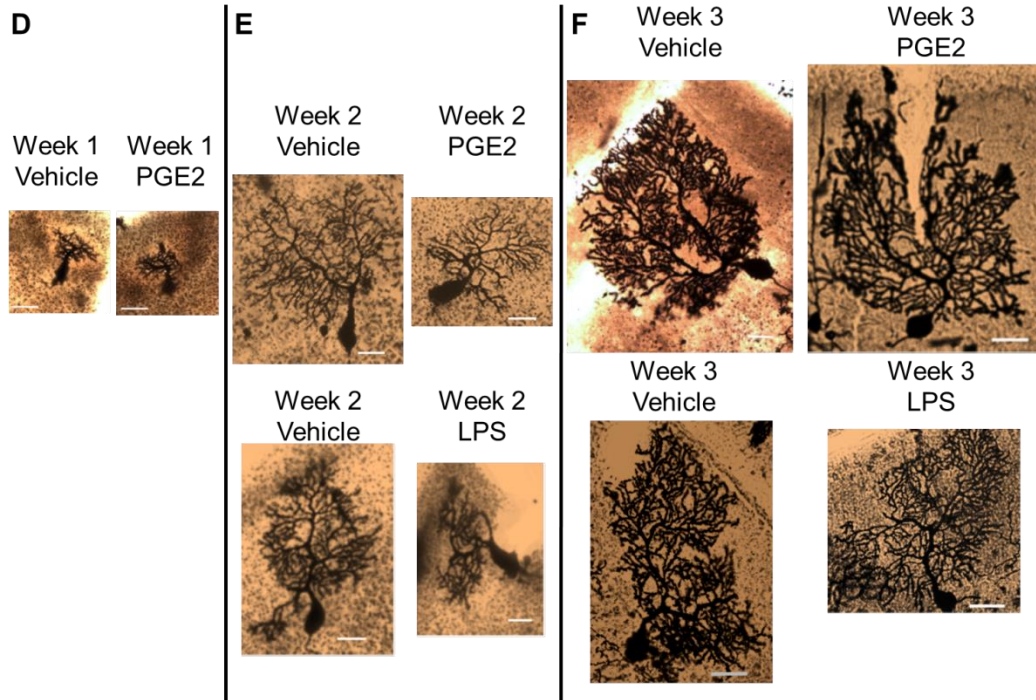 D
Week 1
Vehicle
Week 1
PGE2
E
Week 2
Vehicle
Week 2
PGE2
Week 2
Vehicle
Week 2
LPS
F
Week 3
Vehicle
Week 3
PGE2
Week 3
Vehicle
Week 3
LPS